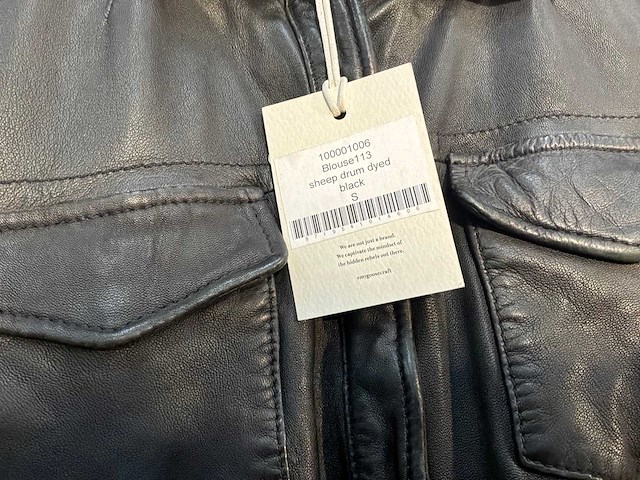 100001006
Blouse113
sheep drum dyed
black
S
We are not just a brand.
We captivate the mindset of
the hidden rebels out there.
easygoosecraft